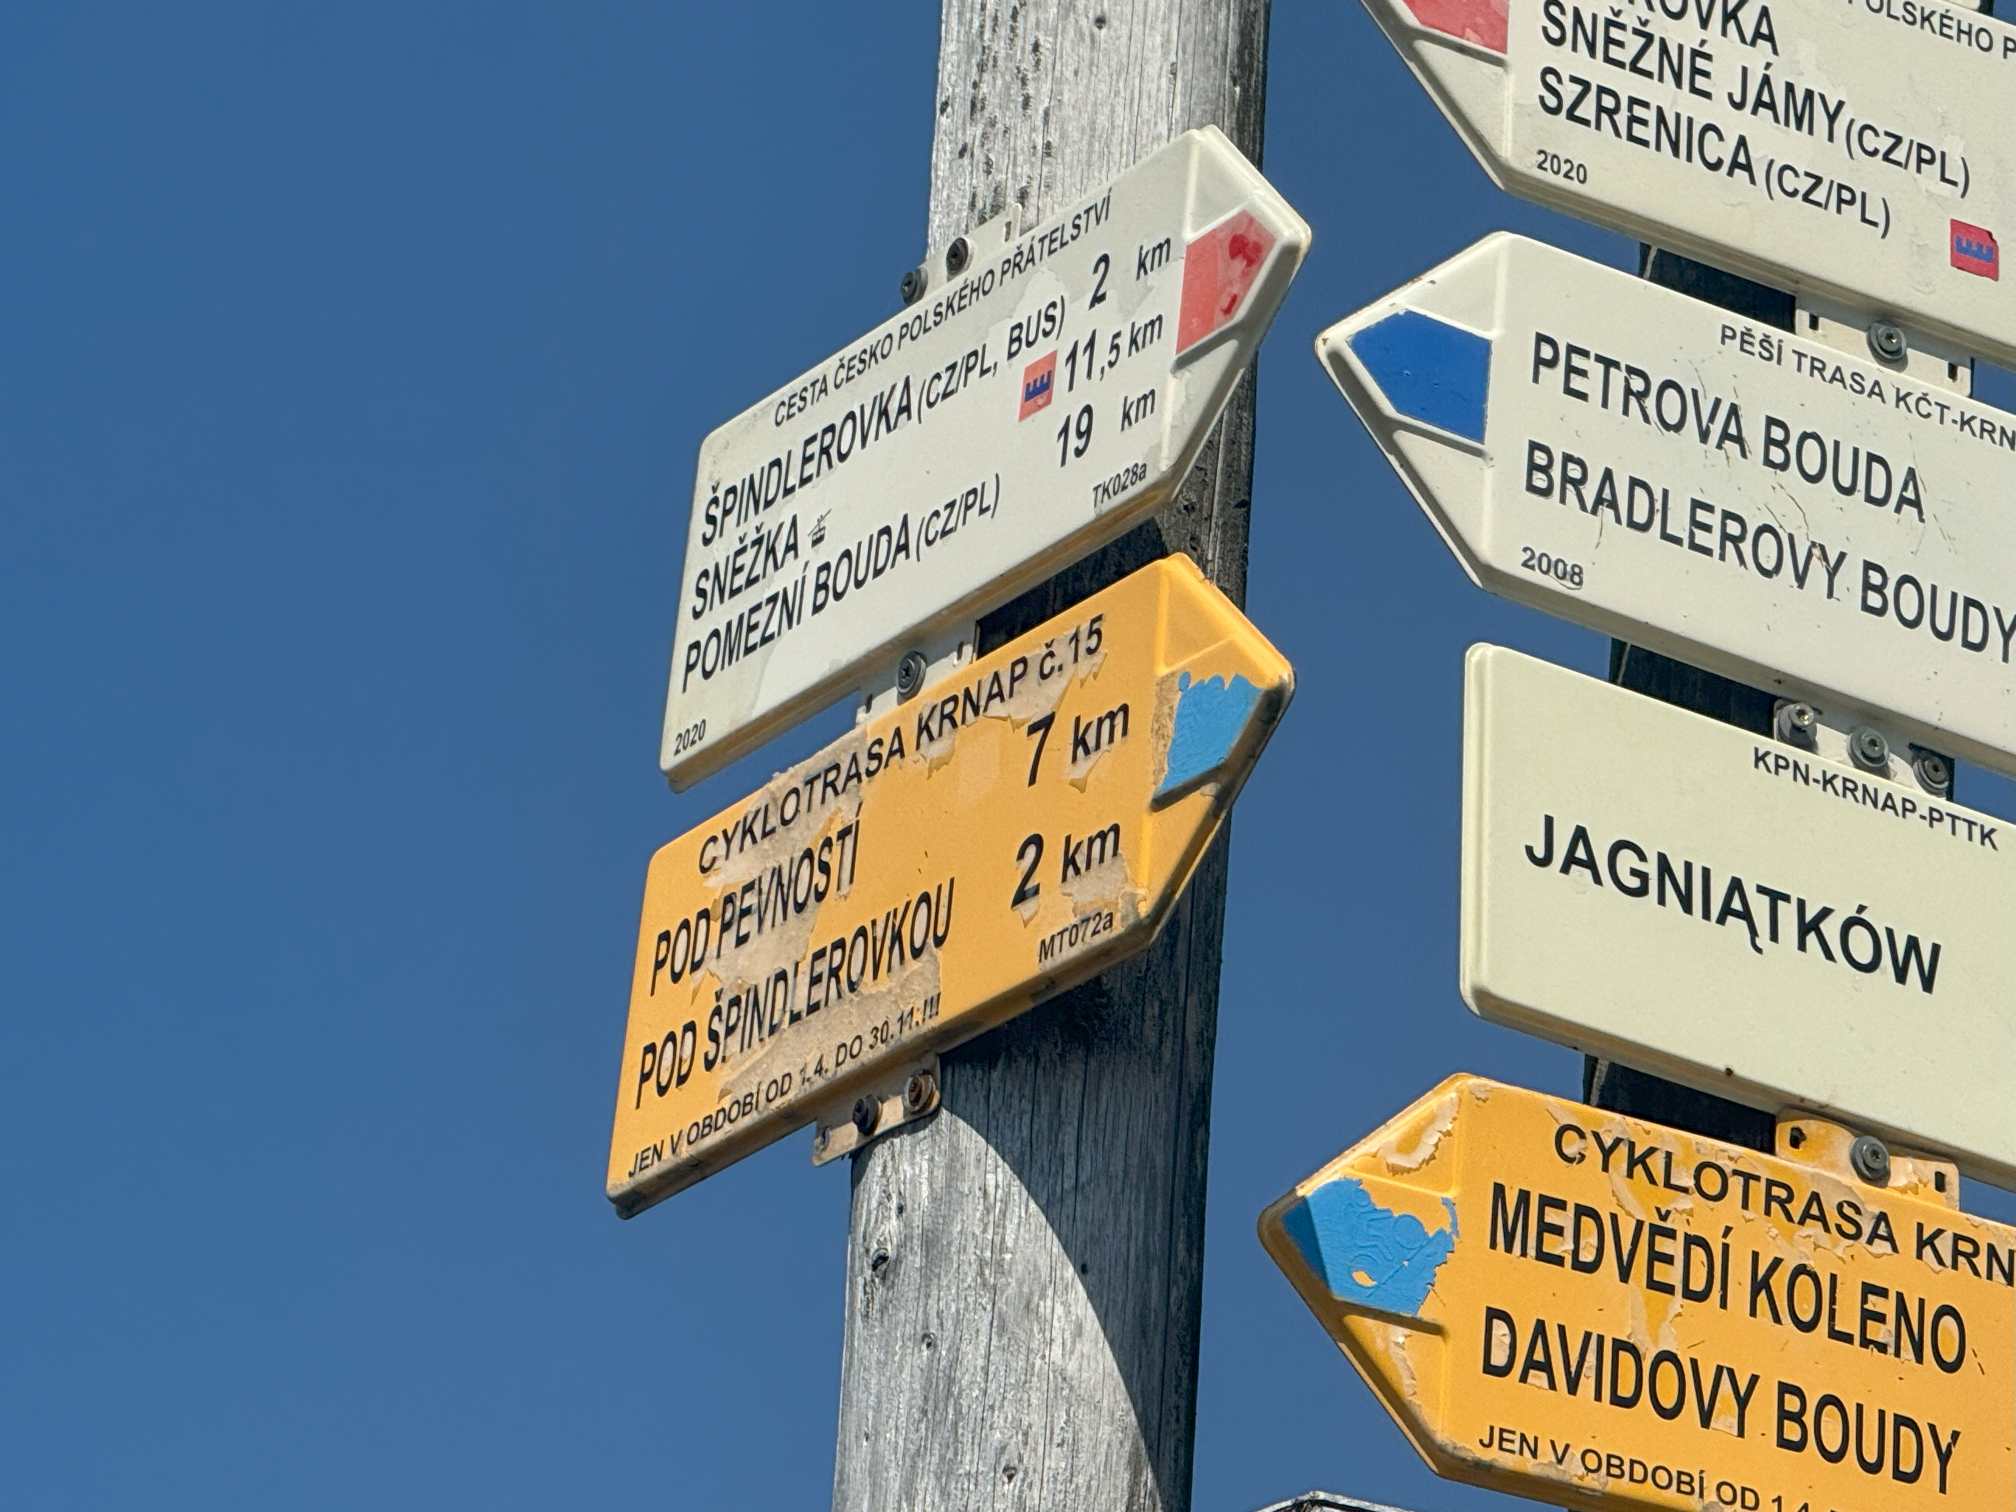 CESTA ČESKO POLSKÉHO PŘÁTELSTVÍ
ŠPINDLEROVKA (CZ/PL, BUS) 2 km
SNĚŽKA 11,5 km
POMEZNÍ BOUDA (CZ/PL) 19 km
2020 TK028a
CYKLOTRASA KRNAP č.15
POD PEVNOSTÍ 7 km
POD ŠPINDLEROVKOU 2 km
MT072a
JEN V OBDOBÍ OD 1.4. DO 30.11.!!!
SNĚŽNÉ JÁMY (CZ/PL)
SZRENICA (CZ/PL)
2020
PĚŠÍ TRASA KČT-KRN
PETROVA BOUDA
BRADLEROVY BOUDY
2008
KPN-KRNAP-PTTK
JAGNIĄTKÓW
CYKLOTRASA KRN
MEDVĚDÍ KOLENO
DAVIDOVY BOUDY
JEN V OBDOBÍ OD 1.4